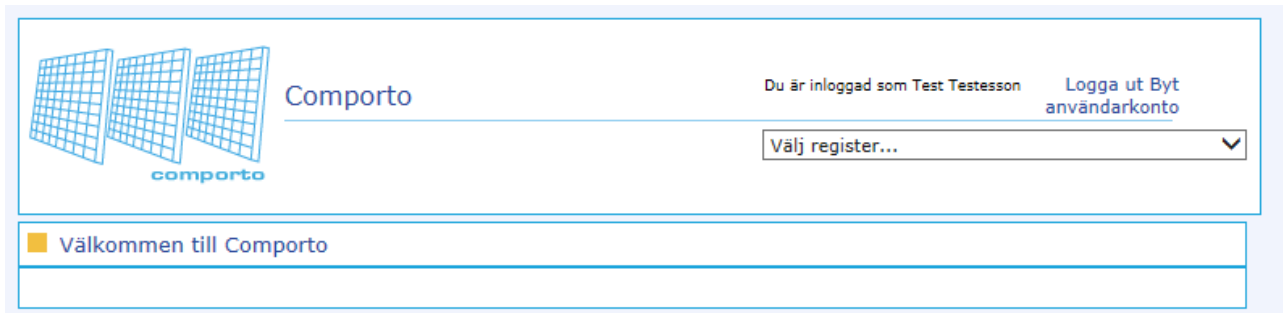 comporto
Comporto
Du är inloggad som Test Testesson
Logga ut Byt
användarkonto
Välj register...
Välkommen till Comporto